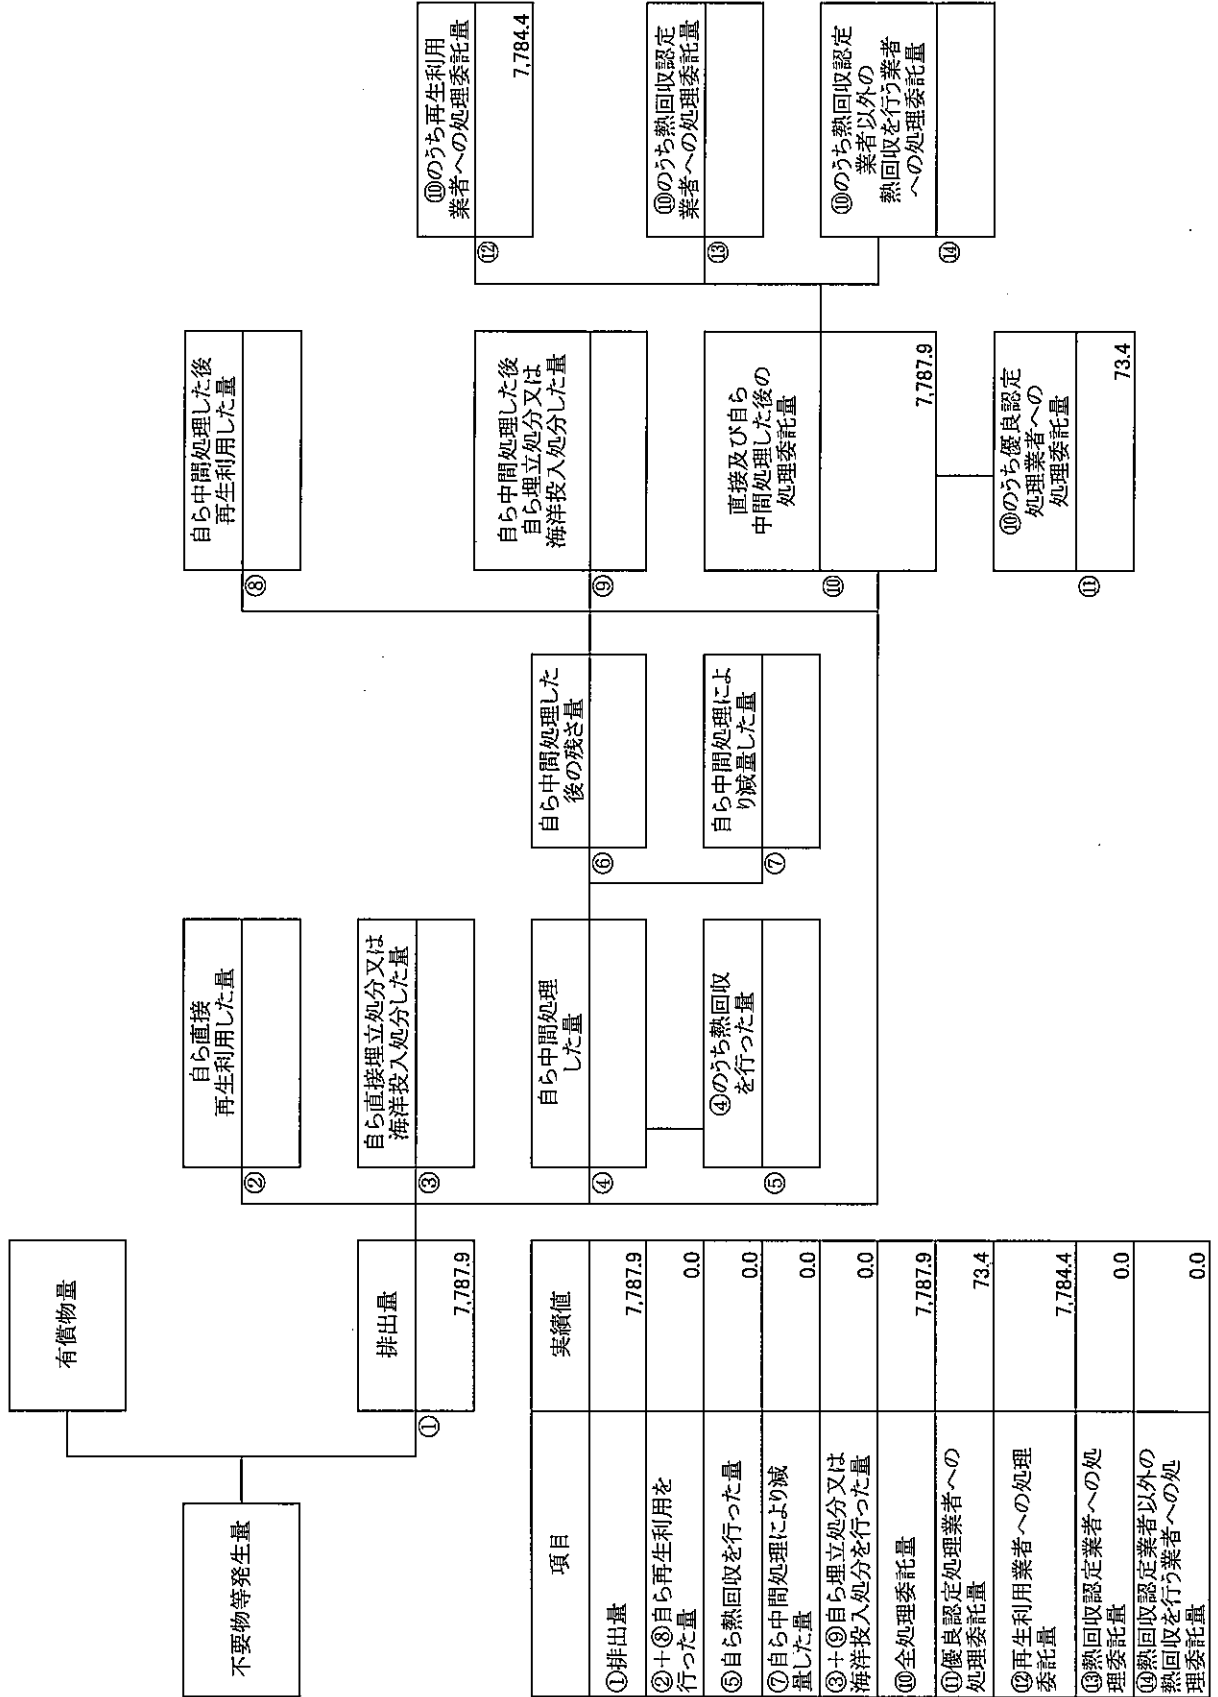 有償物量
不要物等発生量
排出量
①
7,787.9
自ら直接
再生利用した量
②
自ら直接埋立処分又は
海洋投入処分した量
③
自ら中間処理
した量
④
④のうち熱回収
を行った量
⑤
自ら中間処理した
後の残さ量
⑥
自ら中間処理によ
り減量した量
⑦
自ら中間処理した後
再生利用した量
⑧
自ら中間処理した後
自ら埋立処分又は
海洋投入処分した量
⑨
直接及び自ら
中間処理した後の
処理委託量
⑩
7,787.9
⑩のうち優良認定
処理業者への
処理委託量
⑪
73.4
⑩のうち再生利用
業者への処理委託量
⑫
7,784.4
⑩のうち熱回収認定
業者への処理委託量
⑬
⑩のうち熱回収認定
業者以外の
熱回収を行う業者
への処理委託量
⑭
項目
実績値
①排出量
7,787.9
②+⑧自ら再生利用を
行った量
0.0
⑤自ら熱回収を行った量
0.0
⑦自ら中間処理により減
量した量
0.0
③+⑨自ら埋立処分又は
海洋投入処分を行った量
0.0
⑩全処理委託量
7,787.9
⑪優良認定処理業者への
処理委託量
73.4
⑫再生利用業者への処理
委託量
7,784.4
⑬熱回収認定業者への処
理委託量
0.0
⑭熱回収認定業者以外の
熱回収を行う業者への処
理委託量
0.0